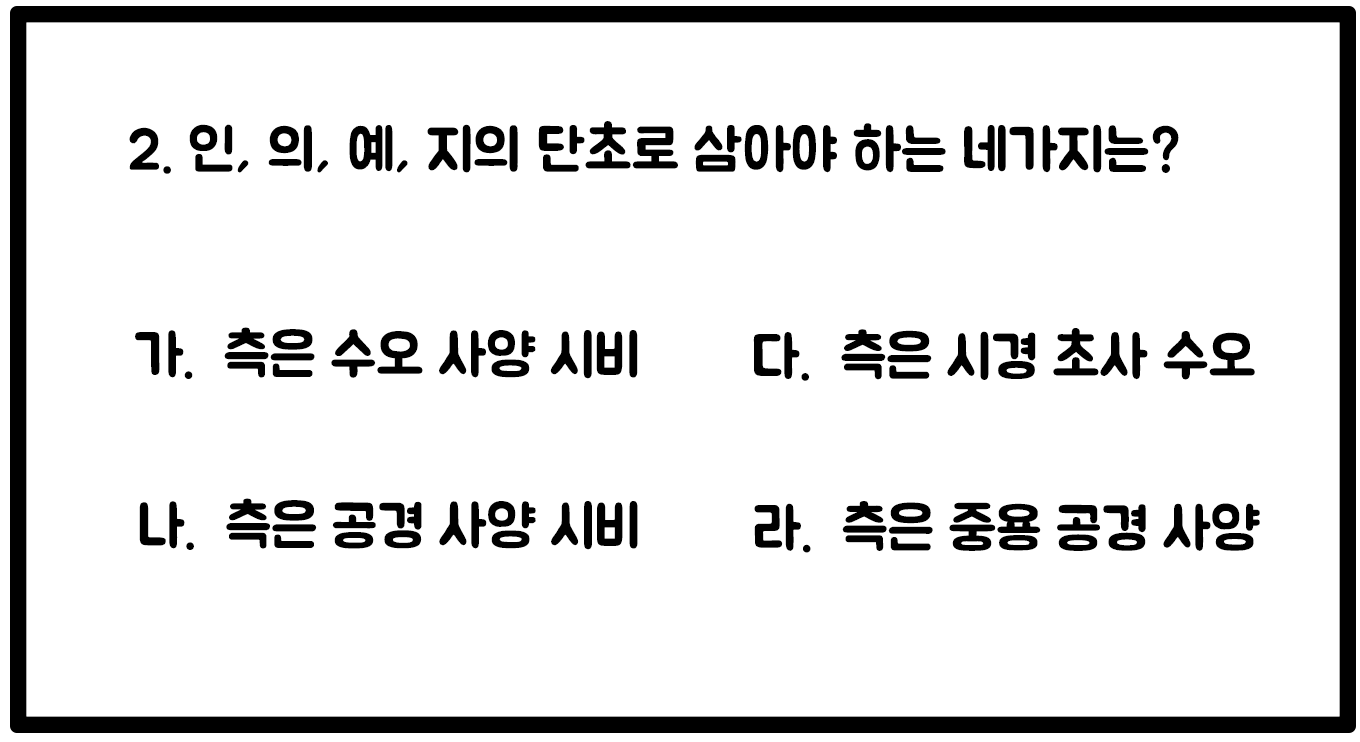 2. 인, 의, 예, 지의 단초로 삼아야 하는 네가지는?
가. 측은 수오 사양 시비
다. 측은 시경 초사 수오
나. 측은 공경 사양 시비
라. 측은 중용 공경 사양